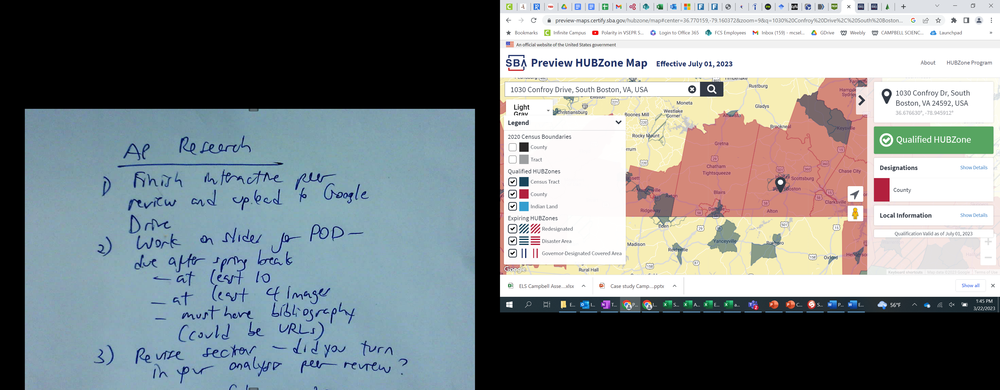 AP Research
1) Finish interactive peer
review and upload to Google
Drive
2) Work on slides for POD —
due after spring break
— at least 10
— at least 4 images
— must have bibliography
(could be URLs)
3) Revise section — did you turn
in your analysis peer review?
preview-maps.certify.sba.gov/hubzone/map#center=36.770159,-79.160372&zoom=9&q=1030%20Confroy%20Drive%2C%20South%20Boston...
Bookmarks Infinite Campus Polarity in VSEPR S... Login to Office 365 FCS Employees Inbox (159) - mcsel... GDrive Weebly CAMPBELL SCIENC... Launchpad »
An official website of the United States government
SBA Preview HUBZone Map Effective July 01, 2023 About HUBZone Program
1030 Confroy Drive, South Boston, VA, USA
Light
Gray
Legend
2020 Census Boundaries
County
Tract
Qualified HUBZones
Census Tract
County
Indian Land
Expiring HUBZones
Redesignated
Disaster Area
Governor-Designated Covered Area
Google
Timberlake
Rustburg
Farmville
Elliston
221
81
Christiansburg
Moneta
Gladys
Boones Mill
Westlake
Corner
220
Altavista
Brookneal
Keysville
Rocky Mount
Gretna
15
29
220
Chatham
Tightsqueeze
501
360
360
Chase City
Halifax
Scottsburg
South Boston
Martinsville
Axton
Blairs
15
58
Clarksville
Ridgeway
58
Danville
58
Alton
Eden
29
86
501
15
Yanceyville
Roxboro
Madison
Reidsville
158
Oxford
Henderson
87
158
Rural Hall
1030 Confroy Dr, South
Boston, VA 24592, USA
36.676630°, -78.945912°
Qualified HUBZone
Designations Show Details
County
Local Information Show Details
Qualification Valid as of July 01, 2023
Keyboard shortcuts Map data ©2023 Google Terms of Use
ELS Campbell Asse....xlsx Case study Camp....pptx Show all
E... I... T... P... I... S... A... E... a... C... S... P... E... 56°F
1:45 PM
3/22/2023